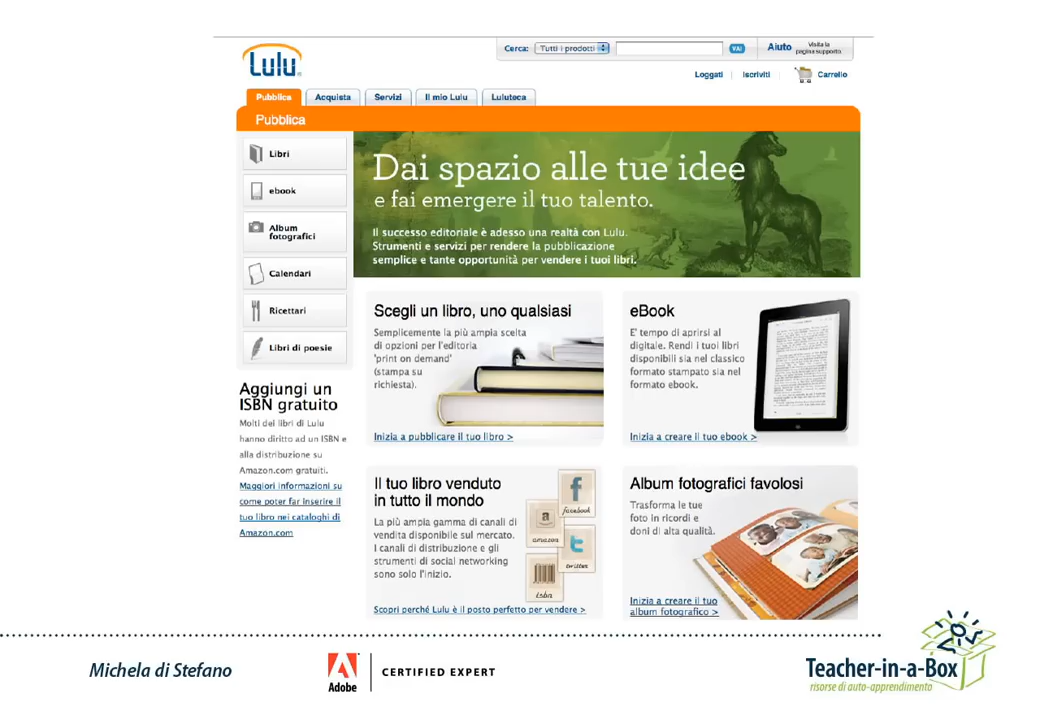 Lulu
Cerca:
Tutti i prodotti
VAI
Aiuto
Visita la
pagina supporto.
Loggati
Iscriviti
Carrello
Pubblica
Acquista
Servizi
Il mio Lulu
Luluteca
Pubblica
Libri
ebook
Album
fotografici
Calendari
Ricettari
Libri di poesie
Dai spazio alle tue idee
e fai emergere il tuo talento.
Il successo editoriale è adesso una realtà con Lulu.
Strumenti e servizi per rendere la pubblicazione
semplice e tante opportunità per vendere i tuoi libri.
Aggiungi un
ISBN gratuito
Molti dei libri di Lulu
hanno diritto ad un ISBN e
alla distribuzione su
Amazon.com gratuiti.
Maggiori informazioni su
come poter far inserire il
tuo libro nei cataloghi di
Amazon.com
Scegli un libro, uno qualsiasi
Semplicemente la più ampia scelta
di opzioni per l'editoria
'print on demand'
(stampa su
richiesta).
Inizia a pubblicare il tuo libro >
eBook
E' tempo di aprirsi al
digitale. Rendi i tuoi libri
disponibili sia nel classico
formato stampato sia nel
formato ebook.
Inizia a creare il tuo ebook >
Il tuo libro venduto
in tutto il mondo
La più ampia gamma di canali di
vendita disponibile sul mercato.
I canali di distribuzione e gli
strumenti di social networking
sono solo l'inizio.
facebook
amazon
twitter
isbn
Scopri perché Lulu è il posto perfetto per vendere >
Album fotografici favolosi
Trasforma le tue
foto in ricordi e
doni di alta qualità.
Inizia a creare il tuo
album fotografico >
Michela di Stefano
Adobe
CERTIFIED EXPERT
Teacher-in-a-Box
risorse di auto-apprendimento